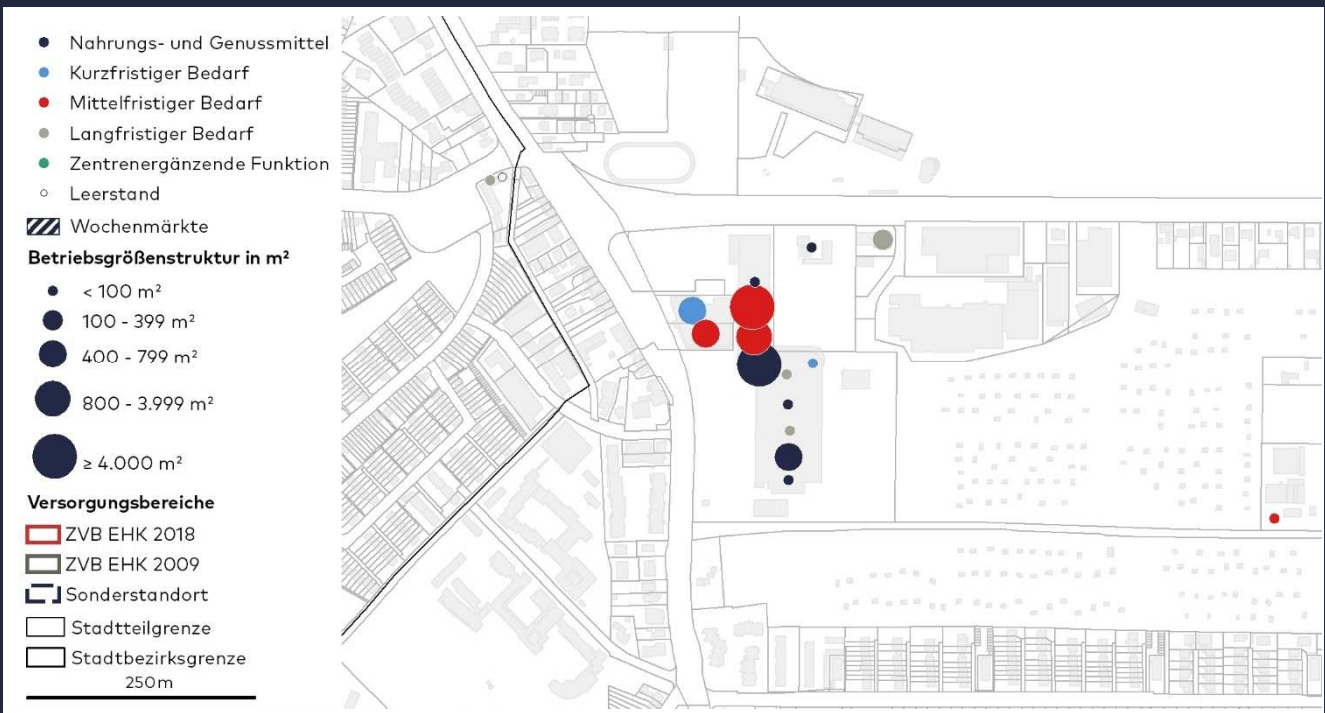 Nahrungs- und Genussmittel
Kurzfristiger Bedarf
Mittelfristiger Bedarf
Langfristiger Bedarf
Zentrenergänzende Funktion
Leerstand
Wochenmärkte
Betriebsgrößenstruktur in m²
< 100 m²
100 - 399 m²
400 - 799 m²
800 - 3.999 m²
≥ 4.000 m²
Versorgungsbereiche
ZVB EHK 2018
ZVB EHK 2009
Sonderstandort
Stadtteilgrenze
Stadtbezirksgrenze
250m